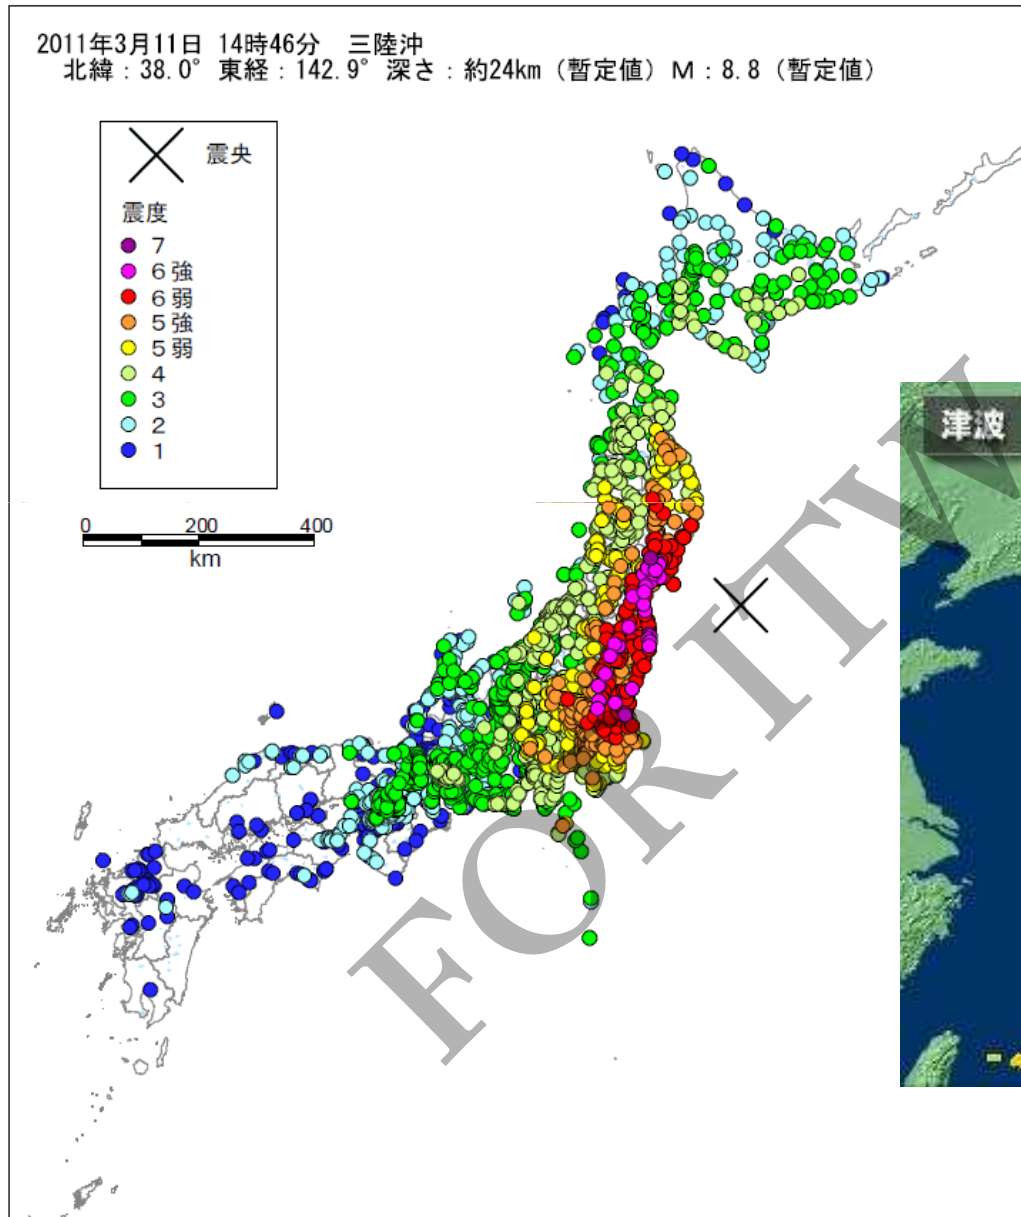 2011年3月11日 14時46分 三陸沖
北緯：38.0° 東経：142.9° 深さ：約24km（暫定値）M：8.8（暫定値）
震央
震度
7
6強
6弱
5強
5弱
4
3
2
1
0 200 400
km
津波
FOR ITW